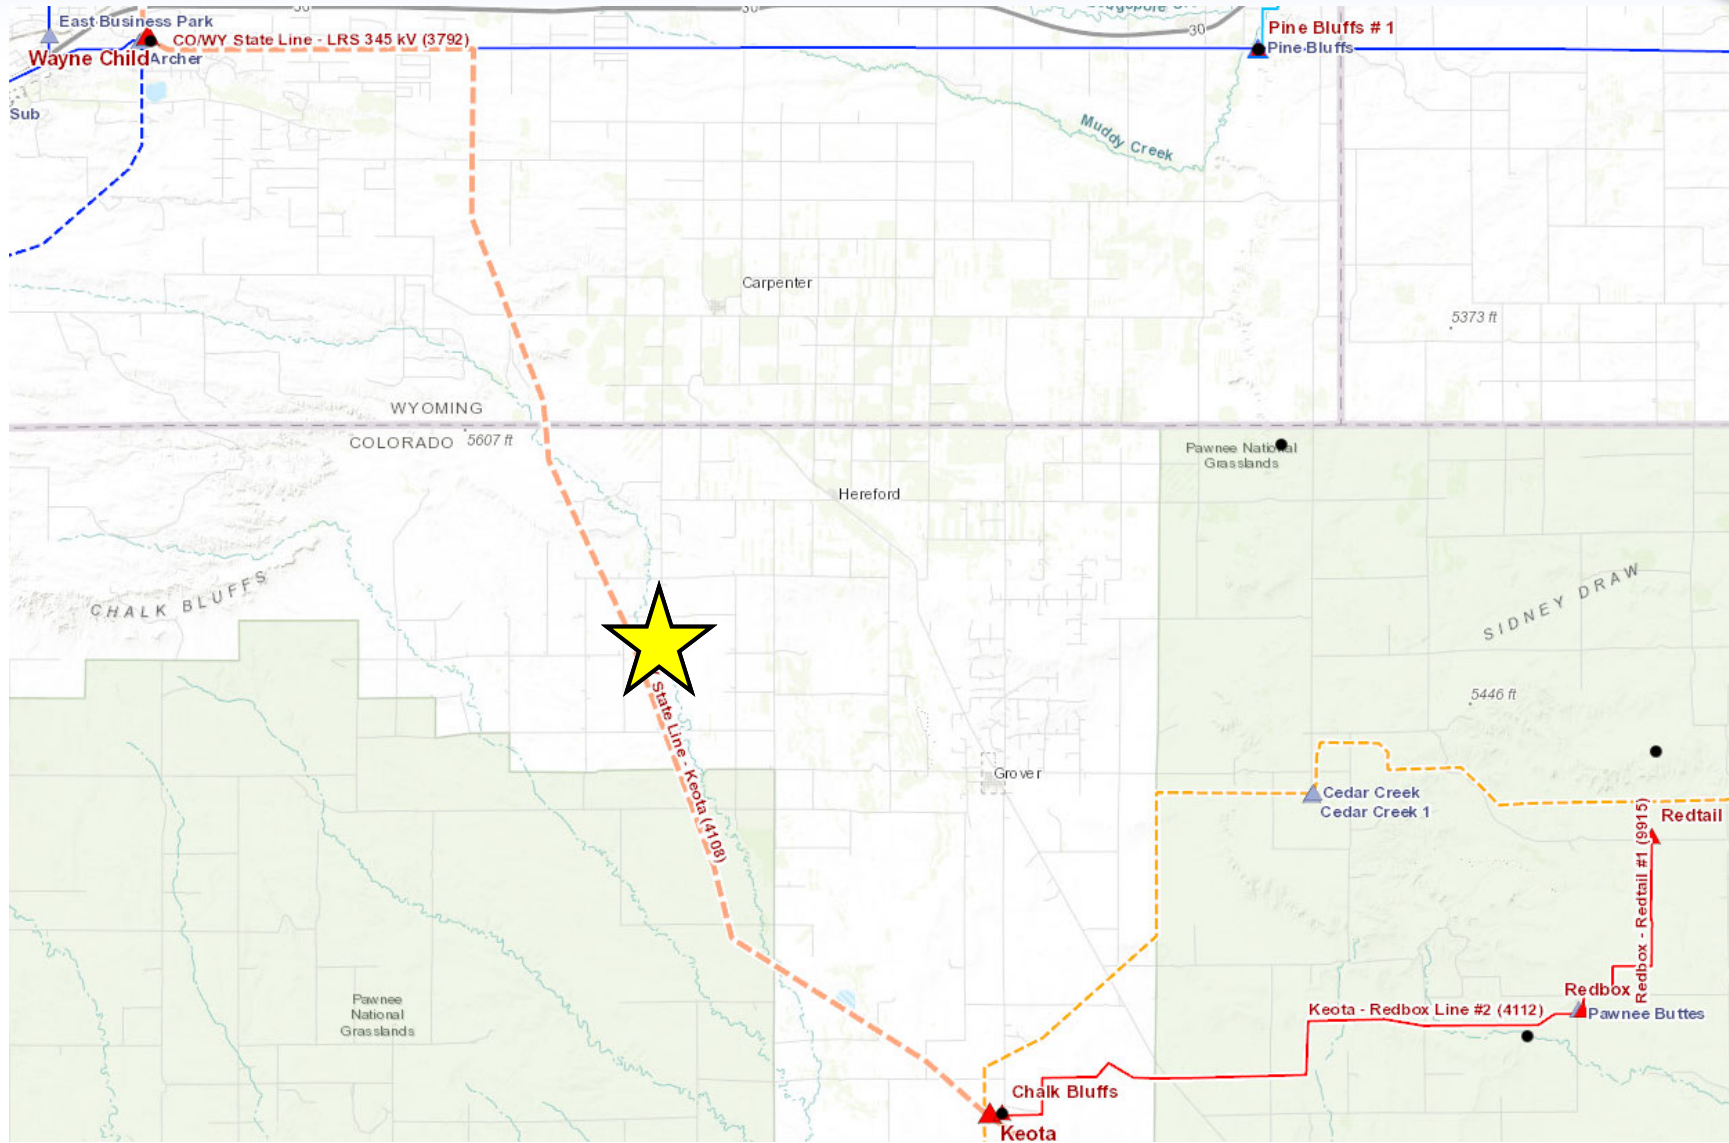 30
30
Lodgepole Cr
East Business Park
Pine Bluffs # 1
30
CO/WY State Line - LRS 345 kV (3792)
Pine Bluffs
Wayne Child
Archer
Sub
Muddy Creek
Carpenter
5373 ft
WYOMING
COLORADO
5607 ft
Pawnee National
Grasslands
Hereford
CHALK BLUFFS
SIDNEY DRAW
State Line - Keota (4108)
5446 ft
Grover
Cedar Creek
Cedar Creek 1
Redtail
Redbox - Redtail #1 (9915)
Pawnee
National
Grasslands
Redbox
Keota - Redbox Line #2 (4112)
Pawnee Buttes
Chalk Bluffs
Keota